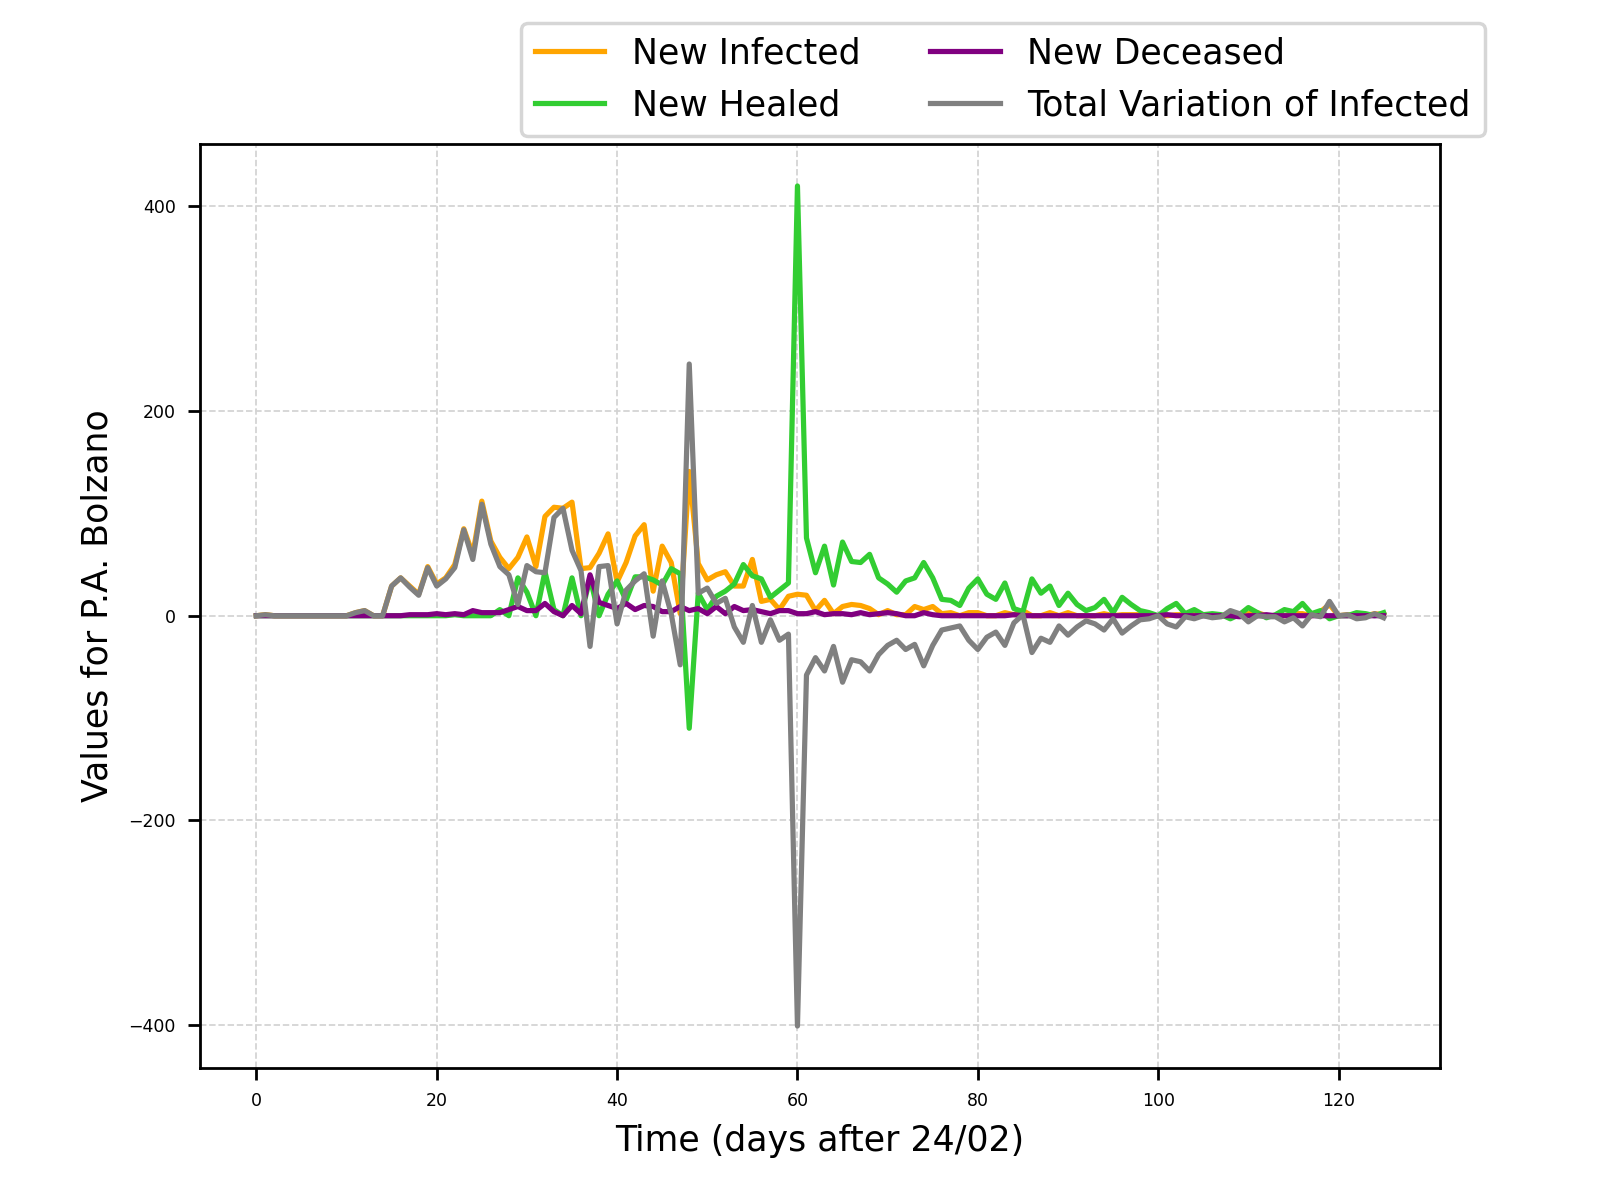 New Infected
New Healed
New Deceased
Total Variation of Infected
400
200
0
−200
−400
Values for P.A. Bolzano
0 20 40 60 80 100 120
Time (days after 24/02)